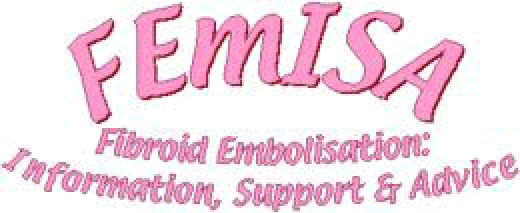 FEmISA
Fibroid Embolisation:
Information, Support & Advice